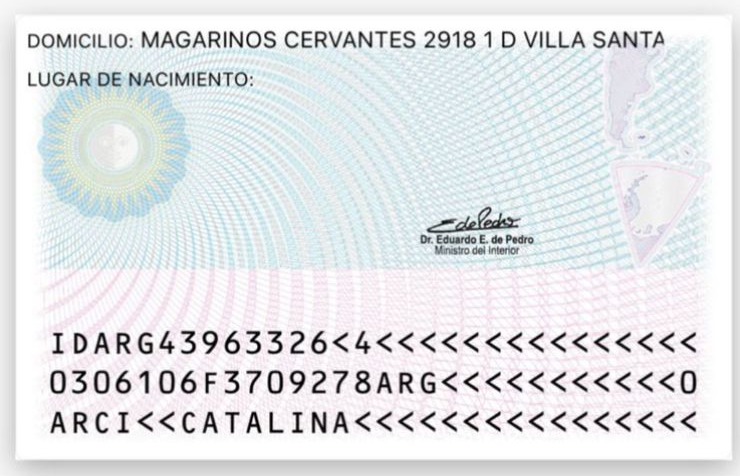 DOMICILIO: MAGARINOS CERVANTES 2918 1 D VILLA SANTA
LUGAR DE NACIMIENTO:
EdePedro
Dr. Eduardo E. de Pedro
Ministro del Interior
IDARG43963326<4<<<<<<<<<<<<<<<
0306106F3709278ARG<<<<<<<<<<<0
ARCI<<CATALINA<<<<<<<<<<<<<<<<